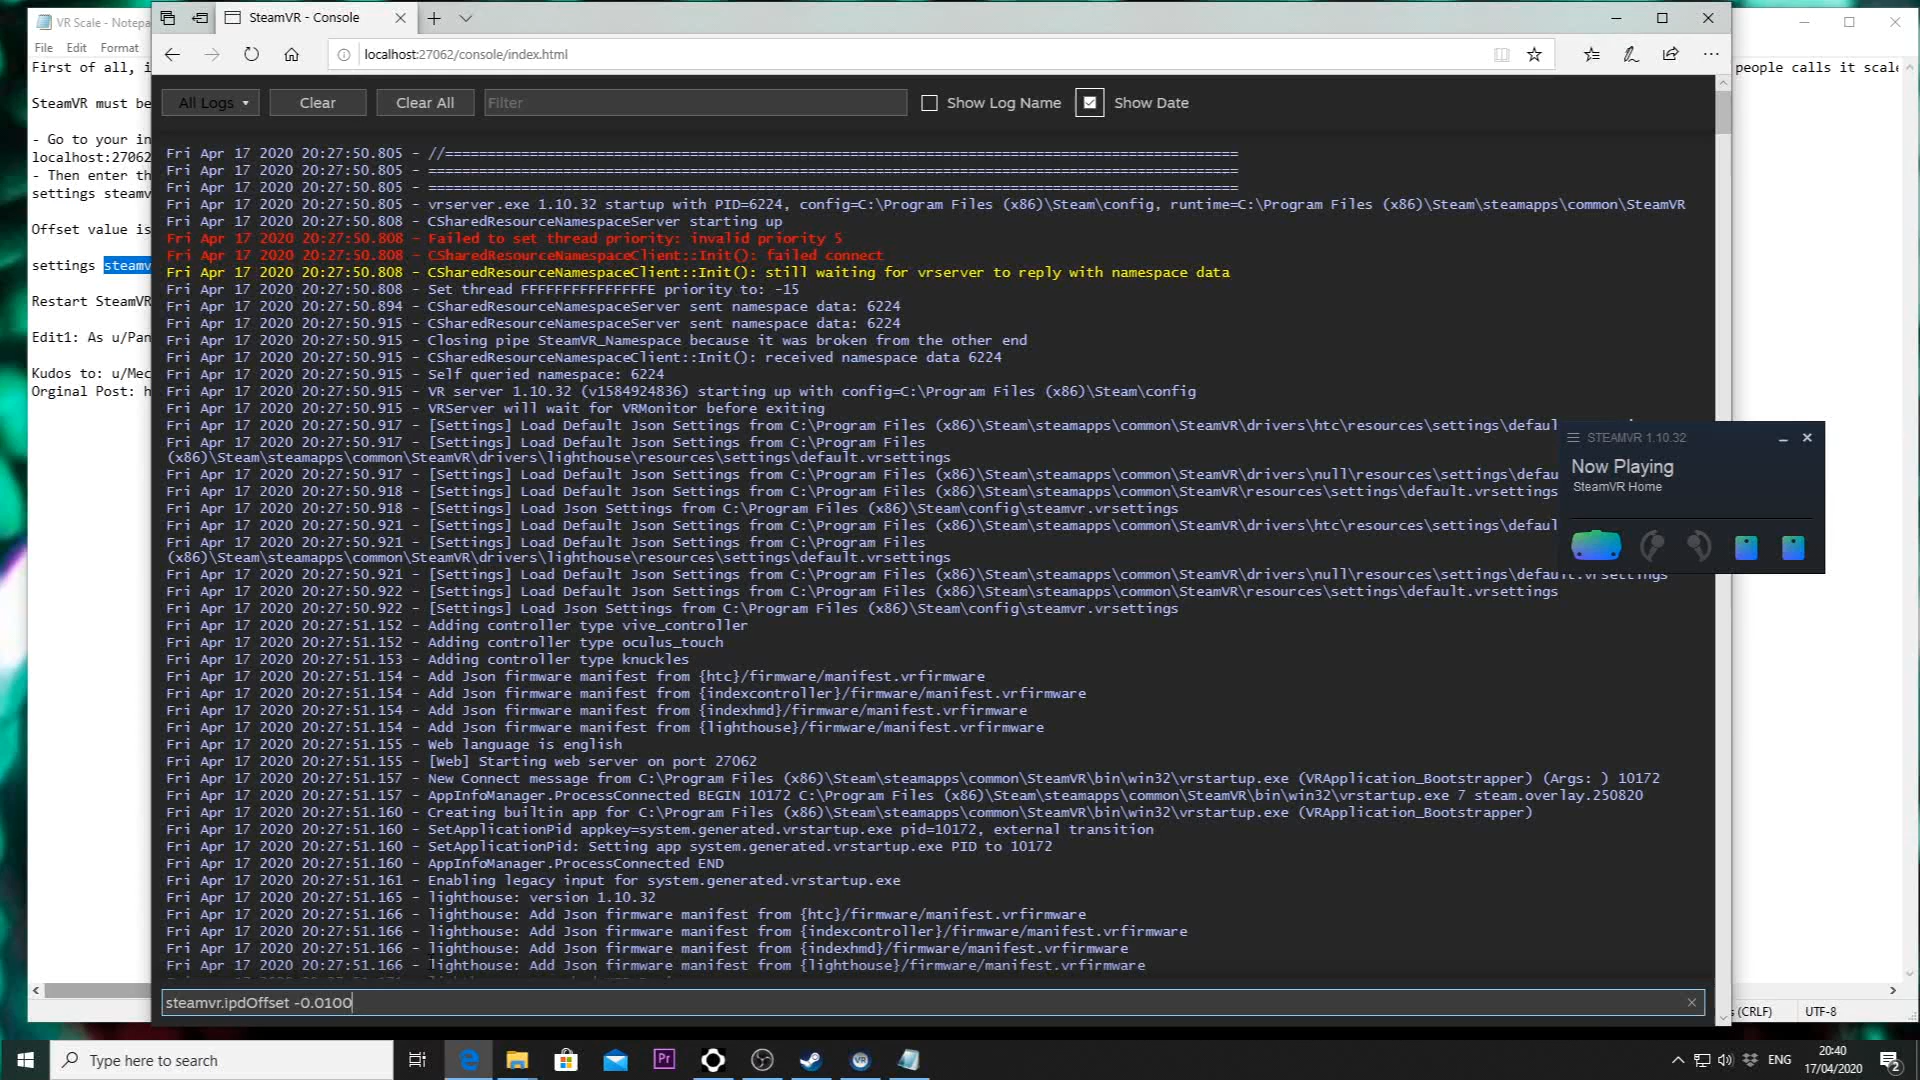 VR Scale - Notepa
File Edit Format
First of all, i
SteamVR must be
- Go to your in
localhost:27062
- Then enter th
settings steamv
Offset value is
settings steamv
Restart SteamVR
Edit1: As u/Pan
Kudos to: u/Mec
Orginal Post: h
people calls it scale
SteamVR - Console
localhost:27062/console/index.html
All Logs Clear Clear All Filter Show Log Name Show Date
Fri Apr 17 2020 20:27:50.805 - //==============================================================================================
Fri Apr 17 2020 20:27:50.805 - ================================================================================================
Fri Apr 17 2020 20:27:50.805 - ================================================================================================
Fri Apr 17 2020 20:27:50.805 - vrserver.exe 1.10.32 startup with PID=6224, config=C:\Program Files (x86)\Steam\config, runtime=C:\Program Files (x86)\Steam\steamapps\common\SteamVR
Fri Apr 17 2020 20:27:50.808 - CSharedResourceNamespaceServer starting up
Fri Apr 17 2020 20:27:50.808 - Failed to set thread priority: invalid priority 5
Fri Apr 17 2020 20:27:50.808 - CSharedResourceNamespaceClient::Init(): failed connect
Fri Apr 17 2020 20:27:50.808 - CSharedResourceNamespaceClient::Init(): still waiting for vrserver to reply with namespace data
Fri Apr 17 2020 20:27:50.808 - Set thread FFFFFFFFFFFFFFFE priority to: -15
Fri Apr 17 2020 20:27:50.894 - CSharedResourceNamespaceServer sent namespace data: 6224
Fri Apr 17 2020 20:27:50.915 - CSharedResourceNamespaceServer sent namespace data: 6224
Fri Apr 17 2020 20:27:50.915 - Closing pipe SteamVR_Namespace because it was broken from the other end
Fri Apr 17 2020 20:27:50.915 - CSharedResourceNamespaceClient::Init(): received namespace data 6224
Fri Apr 17 2020 20:27:50.915 - Self queried namespace: 6224
Fri Apr 17 2020 20:27:50.915 - VR server 1.10.32 (v1584924836) starting up with config=C:\Program Files (x86)\Steam\config
Fri Apr 17 2020 20:27:50.915 - VRServer will wait for VRMonitor before exiting
Fri Apr 17 2020 20:27:50.917 - [Settings] Load Default Json Settings from C:\Program Files (x86)\Steam\steamapps\common\SteamVR\drivers\htc\resources\settings\defaul
Fri Apr 17 2020 20:27:50.917 - [Settings] Load Default Json Settings from C:\Program Files
(x86)\Steam\steamapps\common\SteamVR\drivers\lighthouse\resources\settings\default.vrsettings
Fri Apr 17 2020 20:27:50.917 - [Settings] Load Default Json Settings from C:\Program Files (x86)\Steam\steamapps\common\SteamVR\drivers\null\resources\settings\defau
Fri Apr 17 2020 20:27:50.918 - [Settings] Load Default Json Settings from C:\Program Files (x86)\Steam\steamapps\common\SteamVR\resources\settings\default.vrsettings
Fri Apr 17 2020 20:27:50.918 - [Settings] Load Json Settings from C:\Program Files (x86)\Steam\config\steamvr.vrsettings
Fri Apr 17 2020 20:27:50.921 - [Settings] Load Default Json Settings from C:\Program Files (x86)\Steam\steamapps\common\SteamVR\drivers\htc\resources\settings\defaul
Fri Apr 17 2020 20:27:50.921 - [Settings] Load Default Json Settings from C:\Program Files
(x86)\Steam\steamapps\common\SteamVR\drivers\lighthouse\resources\settings\default.vrsettings
Fri Apr 17 2020 20:27:50.921 - [Settings] Load Default Json Settings from C:\Program Files (x86)\Steam\steamapps\common\SteamVR\drivers\null\resources\settings\default.vrsettings
Fri Apr 17 2020 20:27:50.922 - [Settings] Load Default Json Settings from C:\Program Files (x86)\Steam\steamapps\common\SteamVR\resources\settings\default.vrsettings
Fri Apr 17 2020 20:27:50.922 - [Settings] Load Json Settings from C:\Program Files (x86)\Steam\config\steamvr.vrsettings
Fri Apr 17 2020 20:27:51.152 - Adding controller type vive_controller
Fri Apr 17 2020 20:27:51.152 - Adding controller type oculus_touch
Fri Apr 17 2020 20:27:51.153 - Adding controller type knuckles
Fri Apr 17 2020 20:27:51.154 - Add Json firmware manifest from {htc}/firmware/manifest.vrfirmware
Fri Apr 17 2020 20:27:51.154 - Add Json firmware manifest from {indexcontroller}/firmware/manifest.vrfirmware
Fri Apr 17 2020 20:27:51.154 - Add Json firmware manifest from {indexhmd}/firmware/manifest.vrfirmware
Fri Apr 17 2020 20:27:51.154 - Add Json firmware manifest from {lighthouse}/firmware/manifest.vrfirmware
Fri Apr 17 2020 20:27:51.155 - Web language is english
Fri Apr 17 2020 20:27:51.155 - [Web] Starting web server on port 27062
Fri Apr 17 2020 20:27:51.157 - New Connect message from C:\Program Files (x86)\Steam\steamapps\common\SteamVR\bin\win32\vrstartup.exe (VRApplication_Bootstrapper) (Args: ) 10172
Fri Apr 17 2020 20:27:51.157 - AppInfoManager.ProcessConnected BEGIN 10172 C:\Program Files (x86)\Steam\steamapps\common\SteamVR\bin\win32\vrstartup.exe 7 steam.overlay.250820
Fri Apr 17 2020 20:27:51.160 - Creating builtin app for C:\Program Files (x86)\Steam\steamapps\common\SteamVR\bin\win32\vrstartup.exe (VRApplication_Bootstrapper)
Fri Apr 17 2020 20:27:51.160 - SetApplicationPid appkey=system.generated.vrstartup.exe pid=10172, external transition
Fri Apr 17 2020 20:27:51.160 - SetApplicationPid: Setting app system.generated.vrstartup.exe PID to 10172
Fri Apr 17 2020 20:27:51.160 - AppInfoManager.ProcessConnected END
Fri Apr 17 2020 20:27:51.161 - Enabling legacy input for system.generated.vrstartup.exe
Fri Apr 17 2020 20:27:51.165 - lighthouse: version 1.10.32
Fri Apr 17 2020 20:27:51.166 - lighthouse: Add Json firmware manifest from {htc}/firmware/manifest.vrfirmware
Fri Apr 17 2020 20:27:51.166 - lighthouse: Add Json firmware manifest from {indexcontroller}/firmware/manifest.vrfirmware
Fri Apr 17 2020 20:27:51.166 - lighthouse: Add Json firmware manifest from {indexhmd}/firmware/manifest.vrfirmware
Fri Apr 17 2020 20:27:51.166 - lighthouse: Add Json firmware manifest from {lighthouse}/firmware/manifest.vrfirmware
steamvr.ipdOffset -0.0100
STEAMVR 1.10.32
Now Playing
SteamVR Home
(CRLF) UTF-8
Type here to search
Pr
VR
ENG
20:40
17/04/2020
2